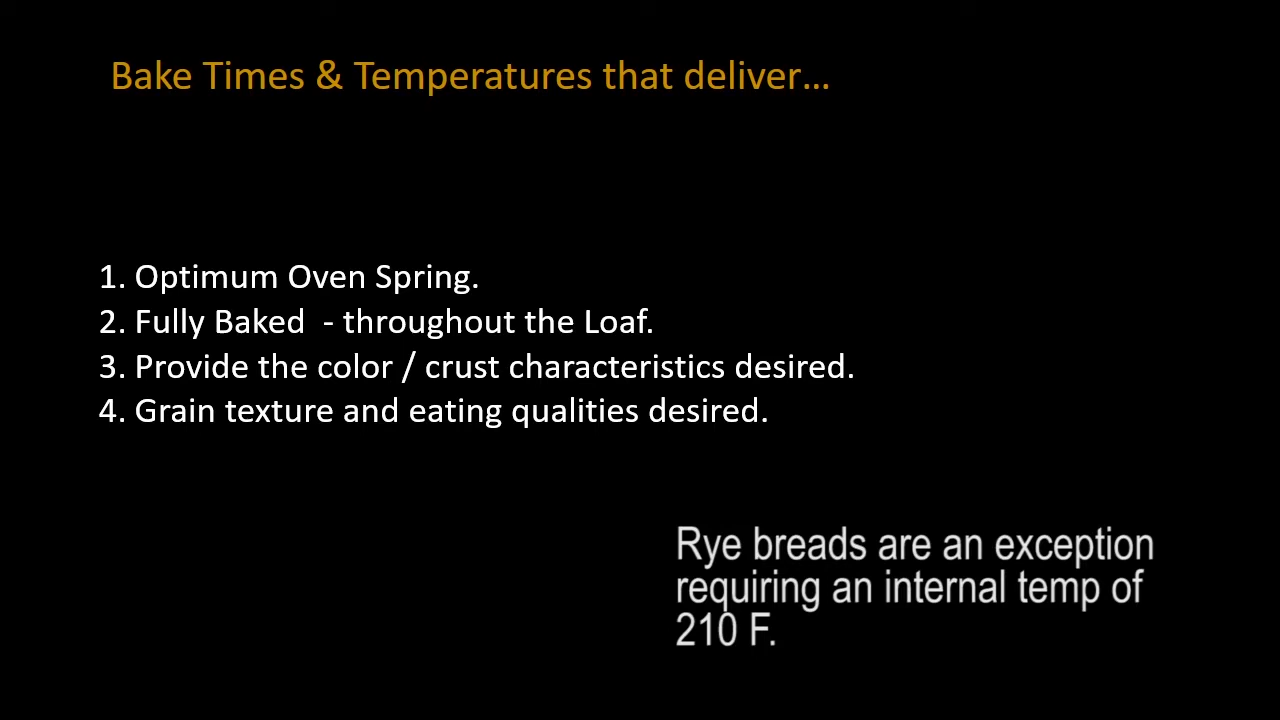 Bake Times & Temperatures that deliver...
1. Optimum Oven Spring.
2. Fully Baked  - throughout the Loaf.
3. Provide the color / crust characteristics desired.
4. Grain texture and eating qualities desired.
Rye breads are an exception
requiring an internal temp of
210 F.